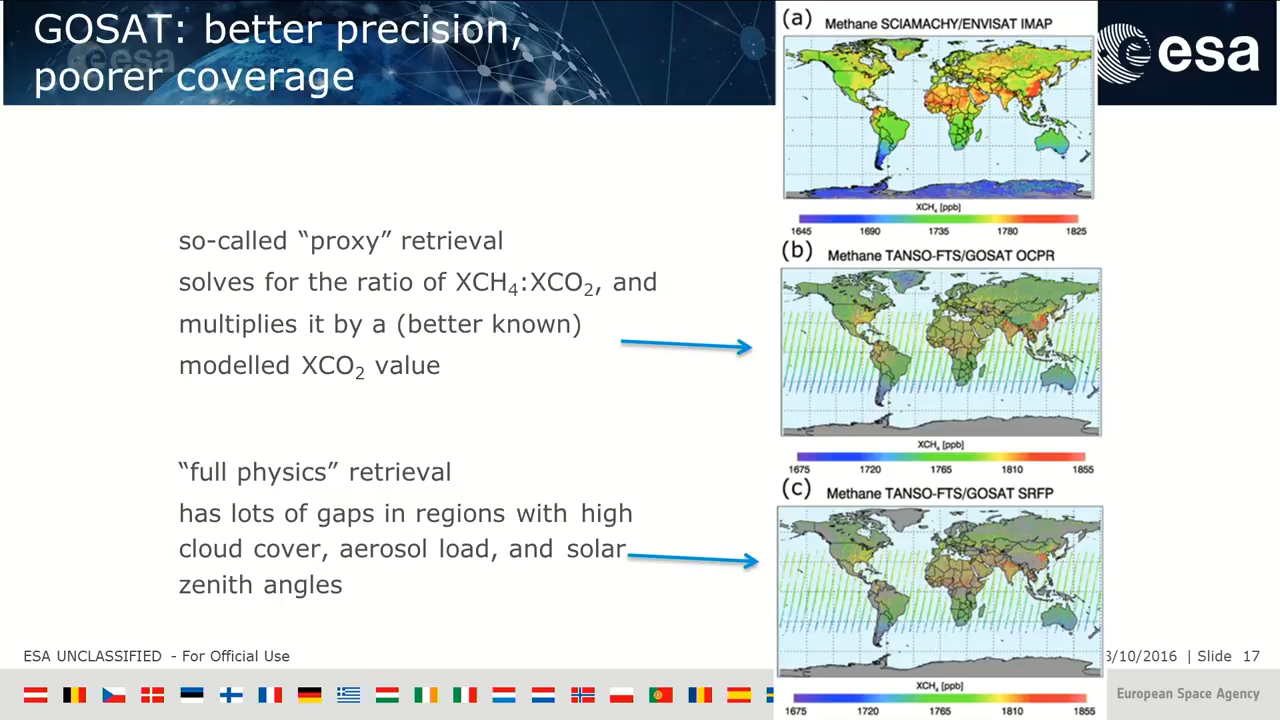 GOSAT: better precision,
poorer coverage
esa
(a) Methane SCIAMACHY/ENVISAT IMAP
XCH₄ [ppb]
1645 1690 1735 1780 1825
so-called “proxy” retrieval
solves for the ratio of XCH₄:XCO₂, and
multiplies it by a (better known)
modelled XCO₂ value
(b) Methane TANSO-FTS/GOSAT OCPR
XCH₄ [ppb]
1675 1720 1765 1810 1855
“full physics” retrieval
has lots of gaps in regions with high
cloud cover, aerosol load, and solar
zenith angles
(c) Methane TANSO-FTS/GOSAT SRFP
XCH₄ [ppb]
1675 1720 1765 1810 1855
ESA UNCLASSIFIED - For Official Use
/10/2016 | Slide 17
European Space Agency